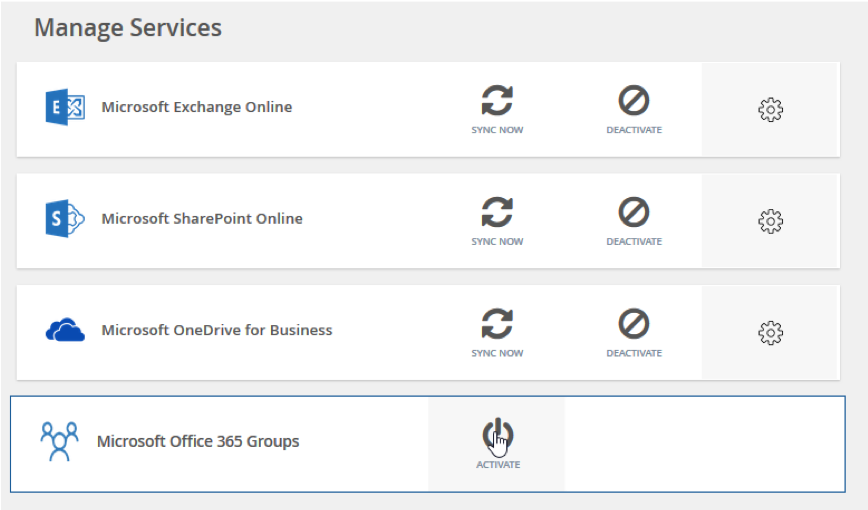 Manage Services
Microsoft Exchange Online
SYNC NOW
DEACTIVATE
Microsoft SharePoint Online
SYNC NOW
DEACTIVATE
Microsoft OneDrive for Business
SYNC NOW
DEACTIVATE
Microsoft Office 365 Groups
ACTIVATE